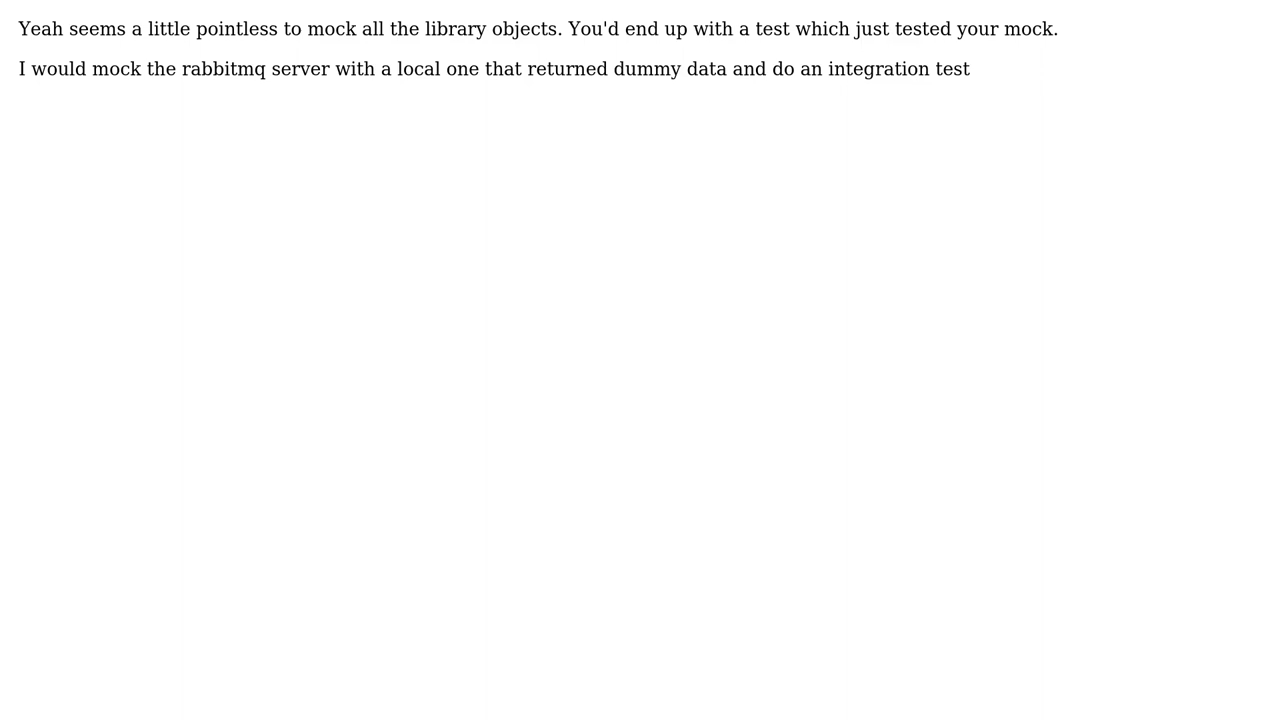 Yeah seems a little pointless to mock all the library objects. You'd end up with a test which just tested your mock.
I would mock the rabbitmq server with a local one that returned dummy data and do an integration test